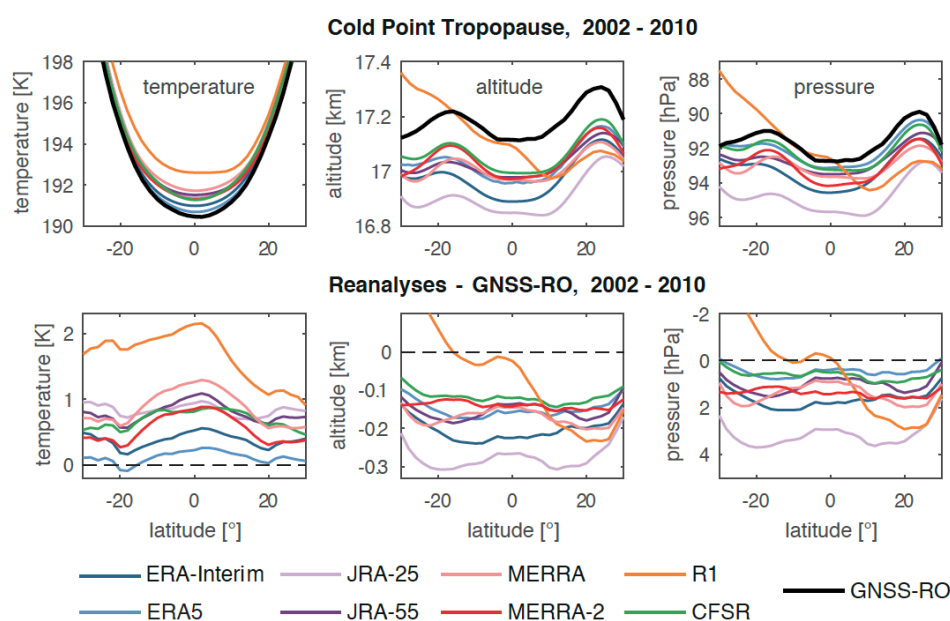 Cold Point Tropopause, 2002 - 2010
temperature [K]
198
196
194
192
190
temperature
-20
0
20
altitude [km]
17.4
17.2
17
16.8
altitude
-20
0
20
pressure [hPa]
88
90
92
94
96
pressure
-20
0
20
Reanalyses - GNSS-RO, 2002 - 2010
temperature [K]
2
1
0
-20
0
20
latitude [°]
altitude [km]
0
-0.1
-0.2
-0.3
-20
0
20
latitude [°]
pressure [hPa]
-2
0
2
4
-20
0
20
latitude [°]
ERA-Interim
JRA-25
MERRA
R1
GNSS-RO
ERA5
JRA-55
MERRA-2
CFSR